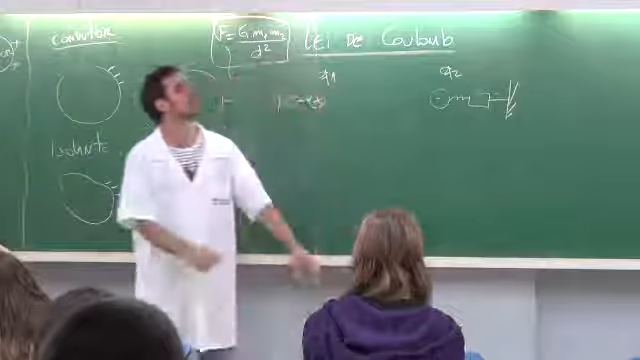 condutor
F = G.m₁.m₂
d²
Lei de Coulomb
q1
q2
Isolante